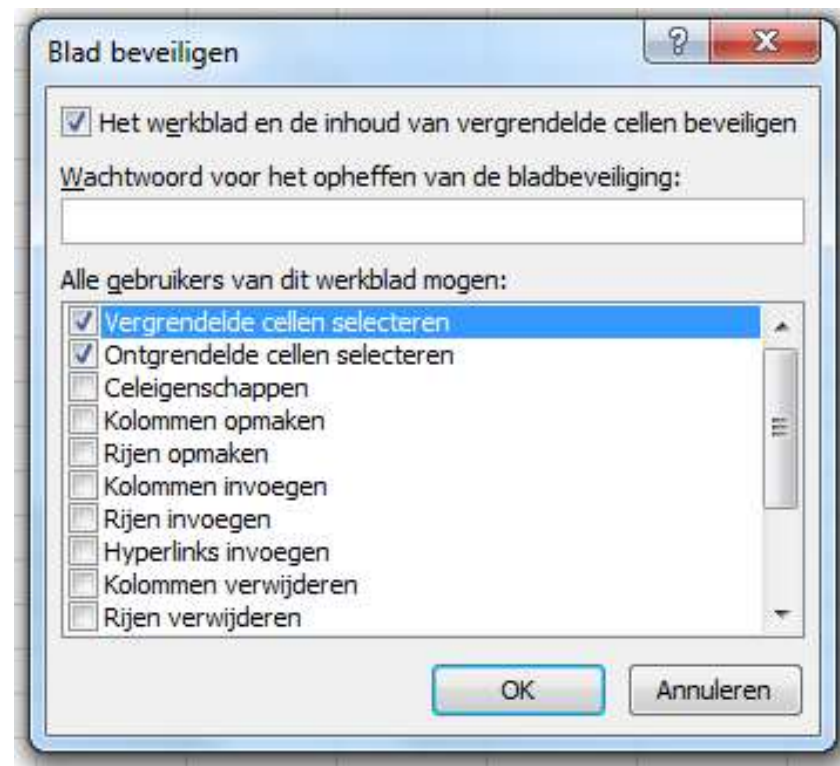 Blad beveiligen
Het werkblad en de inhoud van vergrendelde cellen beveiligen
Wachtwoord voor het opheffen van de bladbeveiliging:
Alle gebruikers van dit werkblad mogen:
Vergrendelde cellen selecteren
Ontgrendelde cellen selecteren
Celeigenschappen
Kolommen opmaken
Rijen opmaken
Kolommen invoegen
Rijen invoegen
Hyperlinks invoegen
Kolommen verwijderen
Rijen verwijderen
OK Annuleren